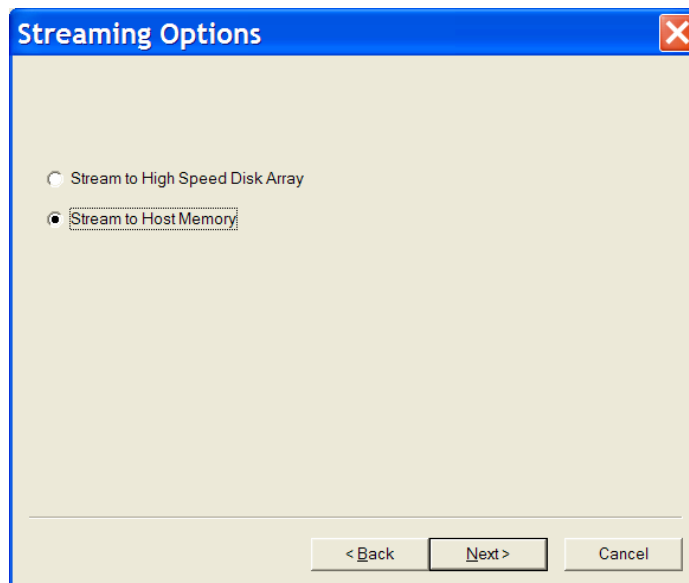 Streaming Options
Stream to High Speed Disk Array
Stream to Host Memory
< Back Next > Cancel